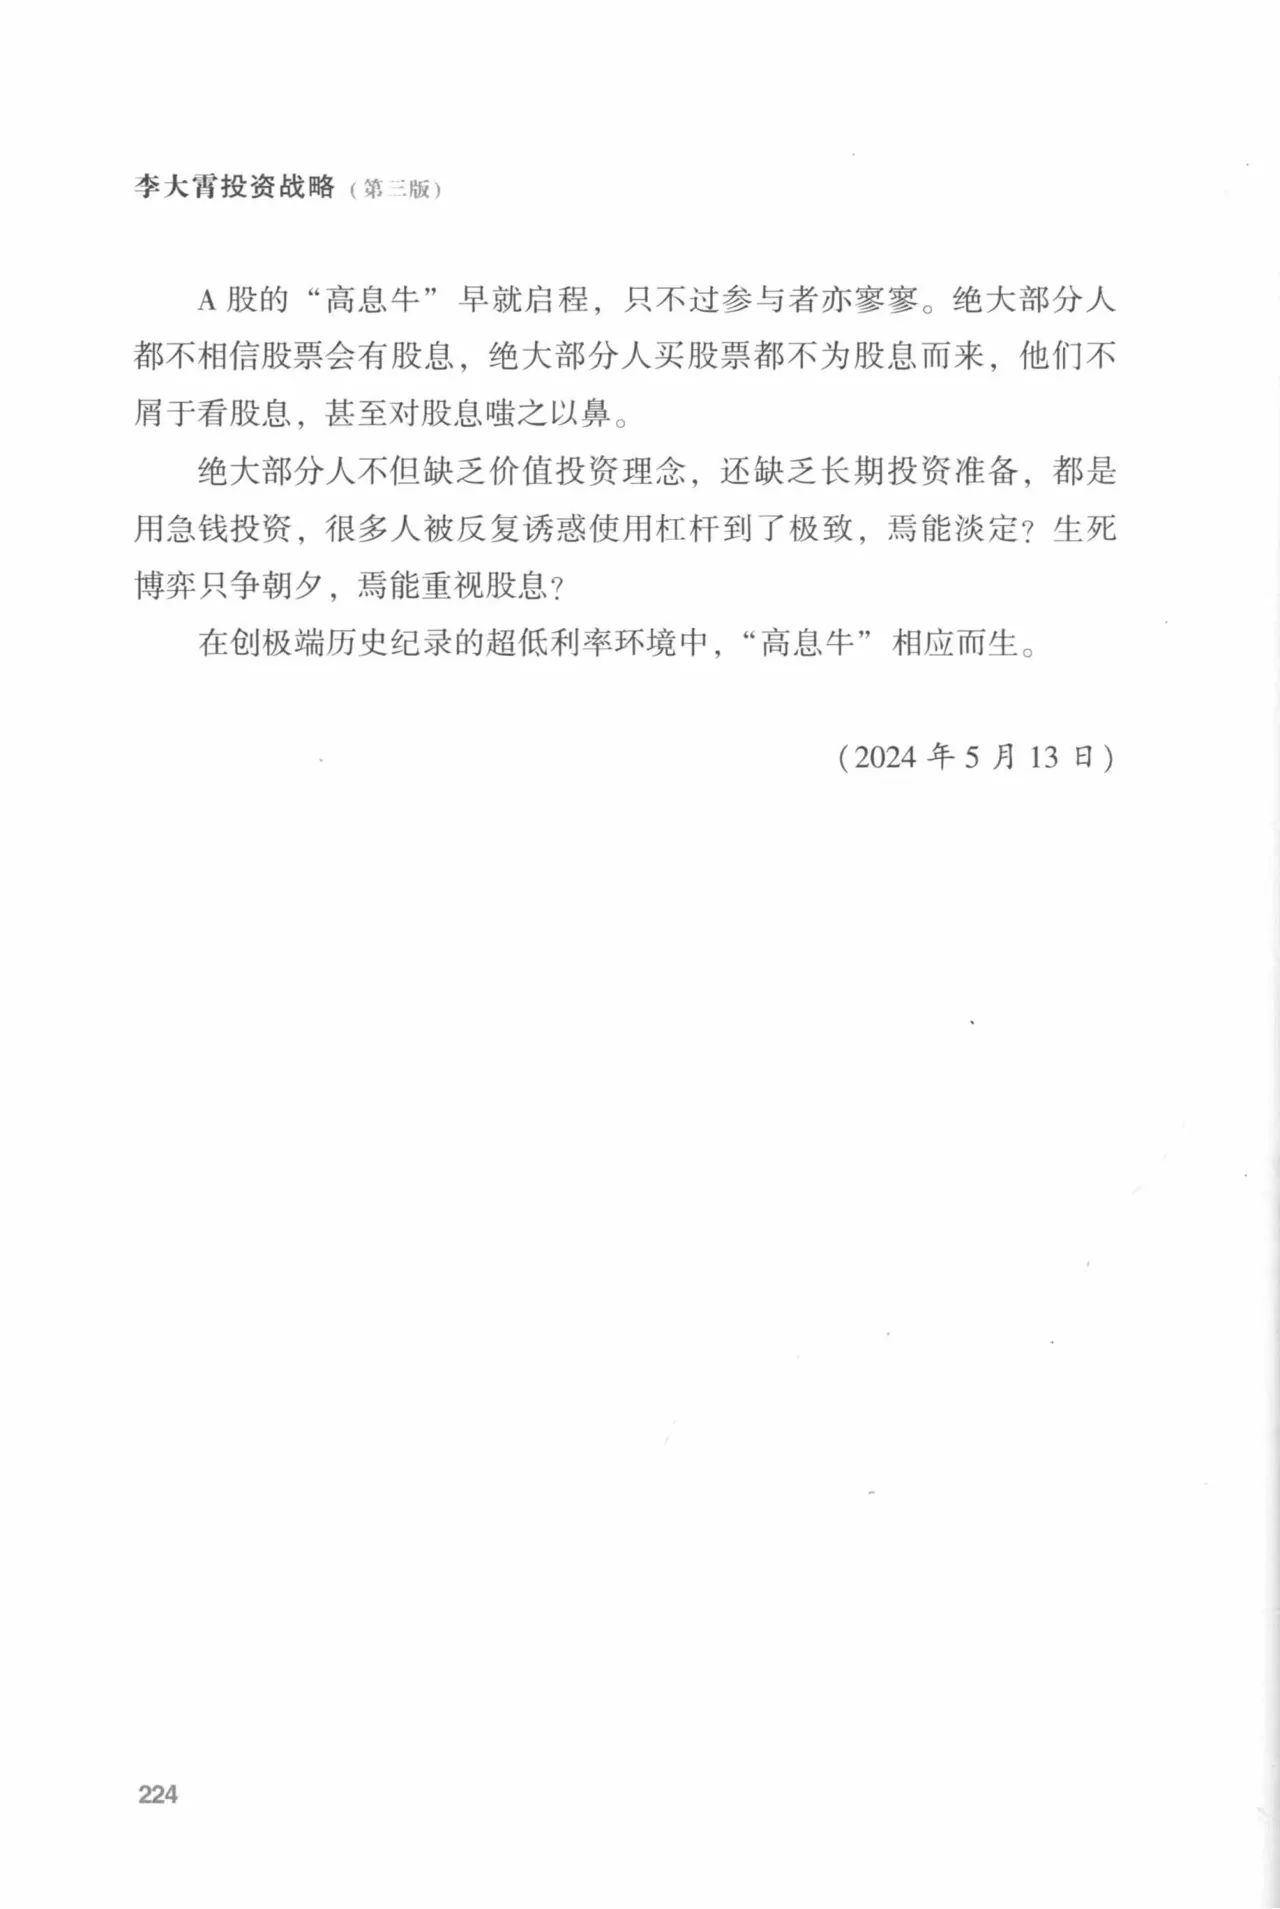 李大霄投资战略（第三版）
A 股的“高息牛”早就启程，只不过参与者亦寥寥。绝大部分人
都不相信股票会有股息，绝大部分人买股票都不为股息而来，他们不
屑于看股息，甚至对股息嗤之以鼻。
绝大部分人不但缺乏价值投资理念，还缺乏长期投资准备，都是
用急钱投资，很多人被反复诱惑使用杠杆到了极致，焉能淡定？生死
博弈只争朝夕，焉能重视股息？
在创极端历史纪录的超低利率环境中，“高息牛”相应而生。
（2024 年 5 月 13 日）
224